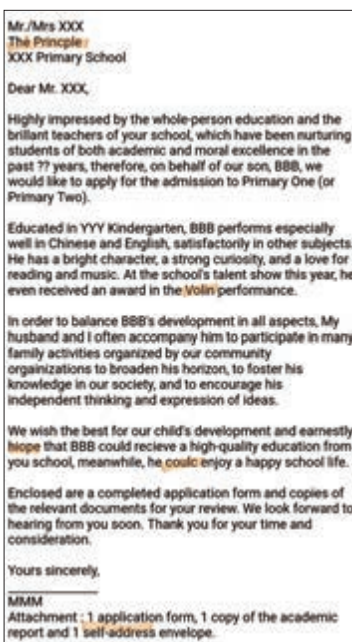 Mr./Mrs XXX
The Princple :
XXX Primary School
Dear Mr. XXX,
Highly impressed by the whole-person education and the
brillant teachers of your school, which have been nurturing
students of both academic and moral excellence in the
past ?? years, therefore, on behalf of our son, BBB, we
would like to apply for the admission to Primary One (or
Primary Two).
Educated in YYY Kindergarten, BBB performs especially
well in Chinese and English, satisfactorily in other subjects.
He has a bright character, a strong curiosity, and a love for
reading and music. At the school's talent show this year, he
even received an award in the Volin performance.
In order to balance BBB's development in all aspects, My
husband and I often accompany him to participate in many
family activities organized by our community
orgainizations to broaden his horizon, to foster his
knowledge in our society, and to encourage his
independent thinking and expression of ideas.
We wish the best for our child's development and earnestly
hope that BBB could recieve a high-quality education from
you school, meanwhile, he could enjoy a happy school life.
Enclosed are a completed application form and copies of
the relevant documents for your review. We look forward to
hearing from you soon. Thank you for your time and
consideration.
Yours sincerely,
MMM
Attachment : 1 application form, 1 copy of the academic
report and 1 self-address envelope.